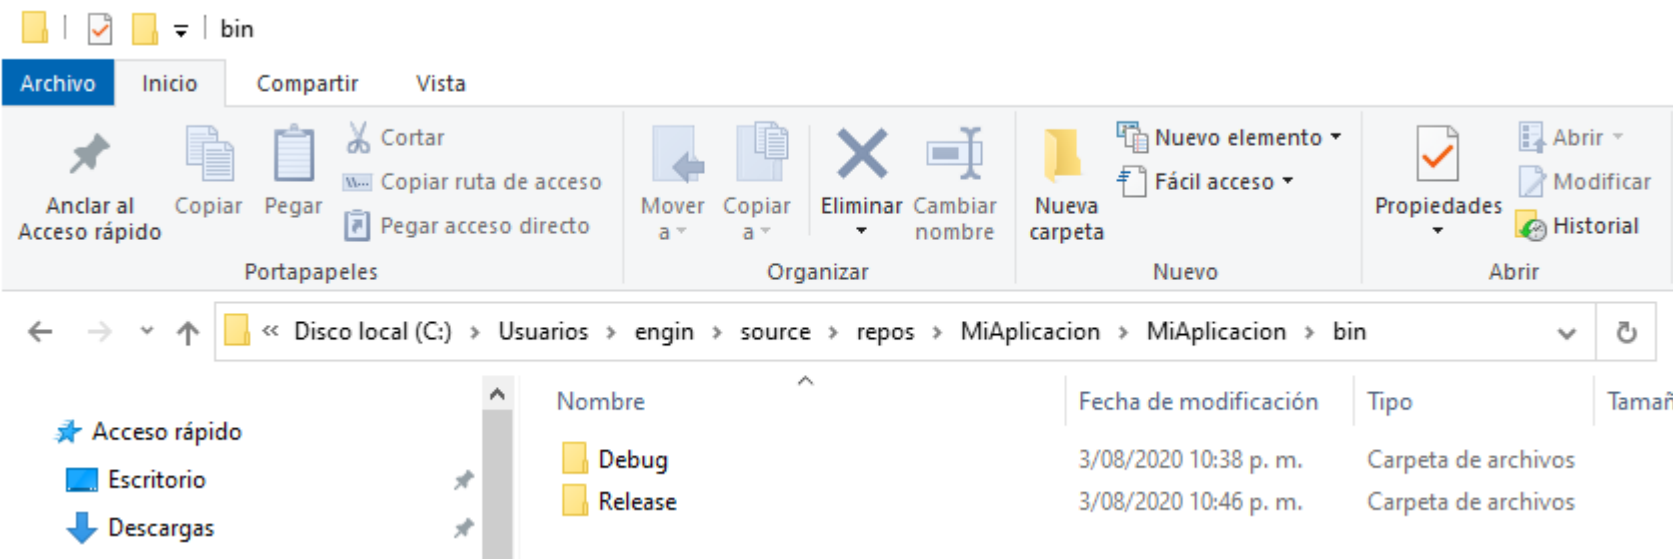 bin
Archivo Inicio Compartir Vista
Anclar al
Acceso rápido
Copiar
Pegar
Cortar
Copiar ruta de acceso
Pegar acceso directo
Portapapeles
Mover
a
Copiar
a
Eliminar
Cambiar
nombre
Organizar
Nueva
carpeta
Nuevo elemento
Fácil acceso
Nuevo
Propiedades
Abrir
Modificar
Historial
Abrir
« Disco local (C:) > Usuarios > engin > source > repos > MiAplicacion > MiAplicacion > bin
Acceso rápido
Escritorio
Descargas
Nombre Fecha de modificación Tipo Tamañ
Debug 3/08/2020 10:38 p. m. Carpeta de archivos
Release 3/08/2020 10:46 p. m. Carpeta de archivos